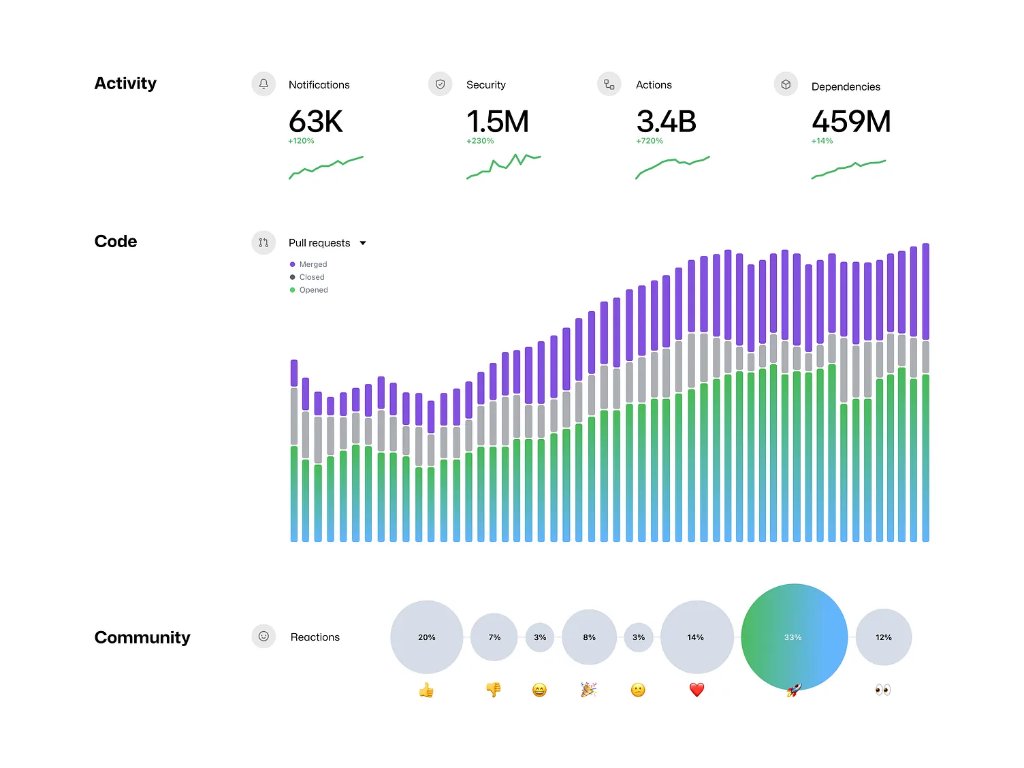 Activity
Notifications
63K
+120%
Security
1.5M
+230%
Actions
3.4B
+720%
Dependencies
459M
+14%
Code
Pull requests
Merged
Closed
Opened
Community
Reactions
20%
7%
3%
8%
3%
14%
33%
12%